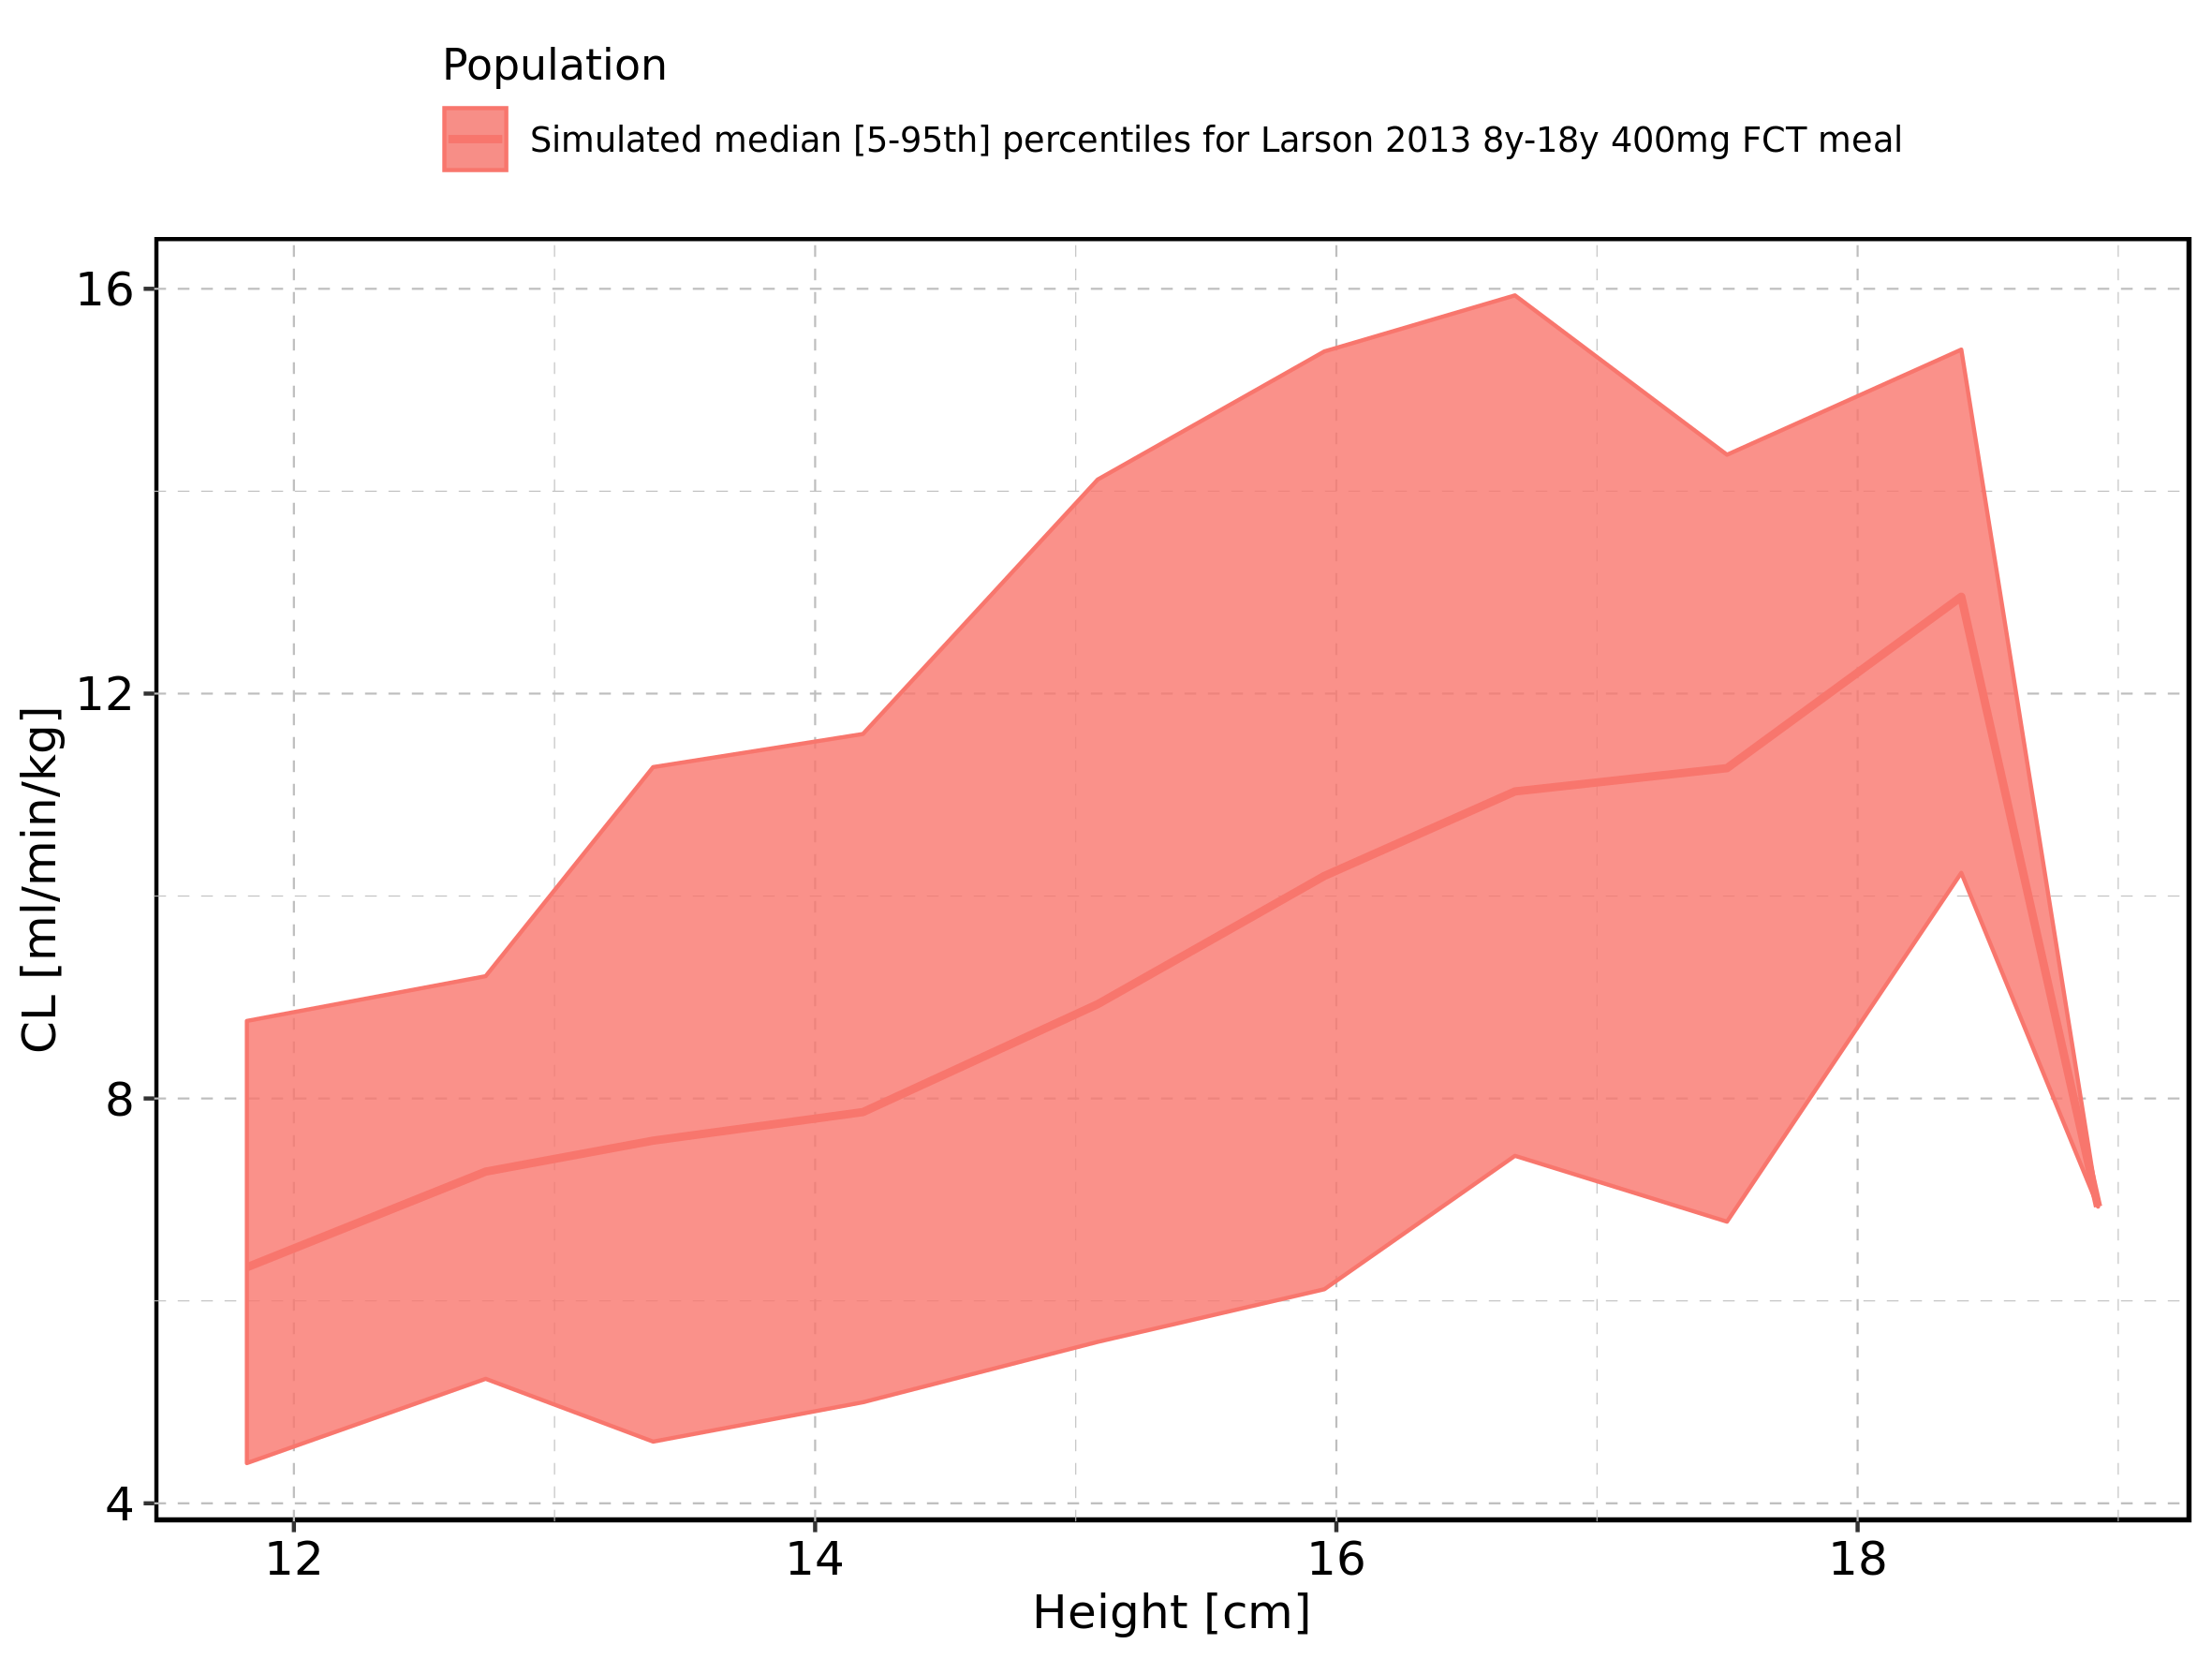 Population
Simulated median [5-95th] percentiles for Larson 2013 8y-18y 400mg FCT meal
16
12
8
4
CL [ml/min/kg]
12 14 16 18
Height [cm]